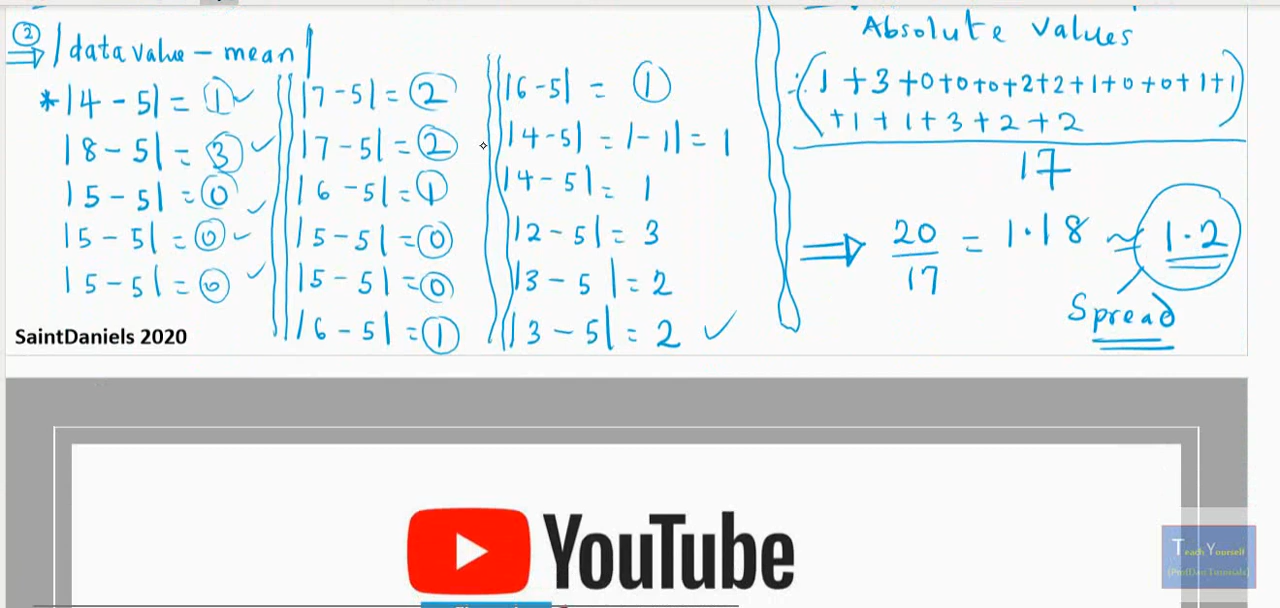 ②
⇒ |data value – mean|
*|4 – 5| = ① ✓
|8 – 5| = ③ ✓
|5 – 5| = ⓪ ✓
|5 – 5| = ⓪ ✓
|5 – 5| = ⓪ ✓
SaintDaniels 2020
|7 – 5| = ②
|7 – 5| = ②
|6 – 5| = ①
|5 – 5| = ⓪
|5 – 5| = ⓪
|6 – 5| = ①
|6 – 5| = ①
|4 – 5| = |– 1| = 1
|4 – 5| = 1
|2 – 5| = 3
|3 – 5| = 2
|3 – 5| = 2 ✓
Absolute Values
(1 + 3 + 0 + 0 + 0 + 2 + 2 + 1 + 0 + 0 + 1 + 1
+ 1 + 1 + 3 + 2 + 2)
17
⇒ 20/17 = 1.18 ≈ 1.2
Spread
YouTube
Teach Yourself
(ProfDan Tutorials)